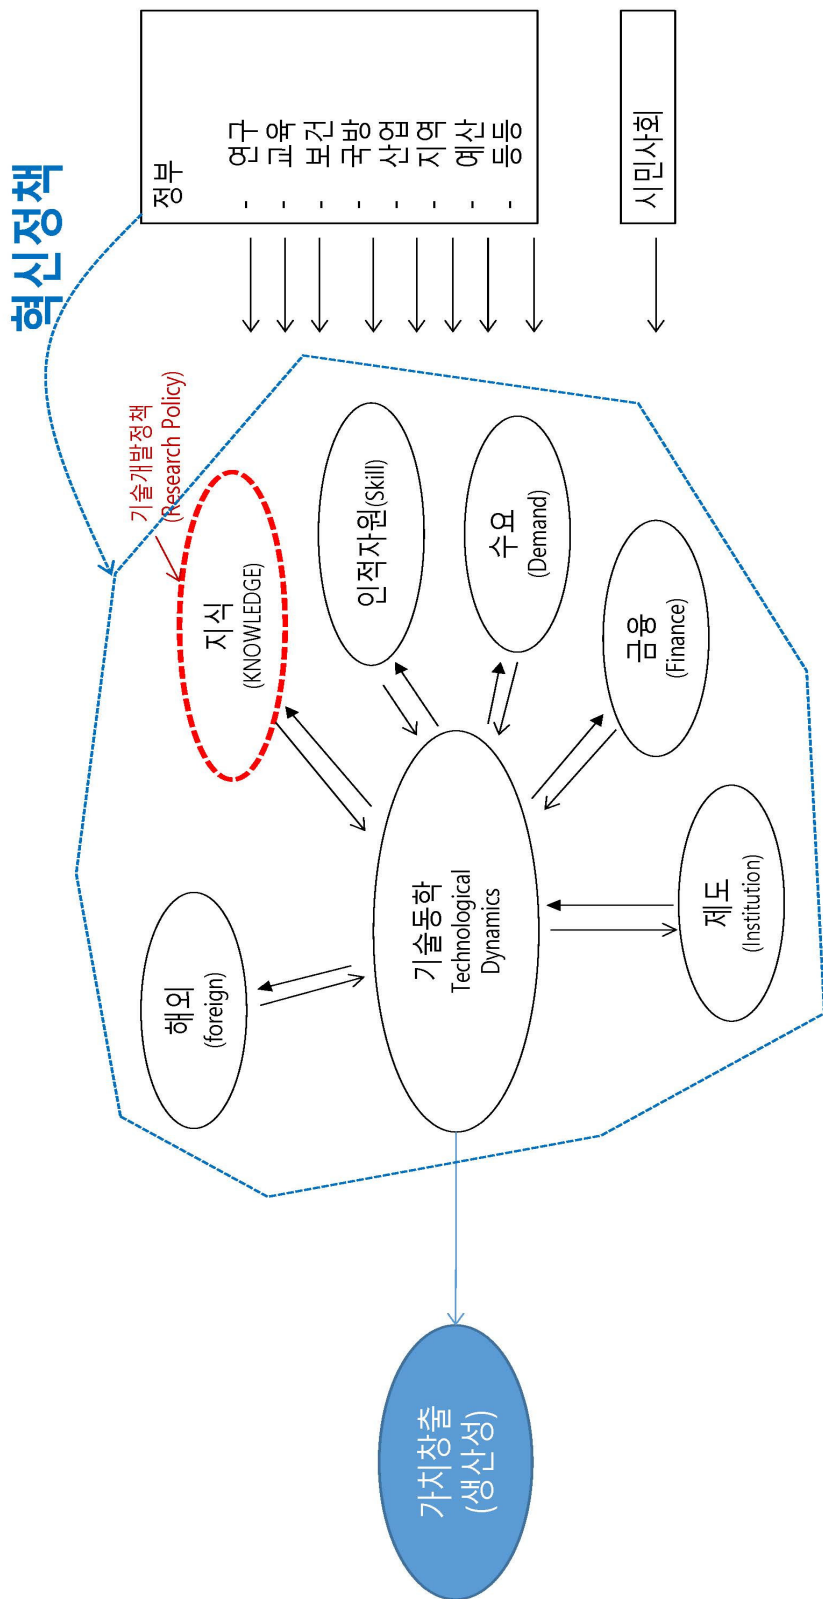 혁신정책
정부
- 연구
- 교육
- 보건
- 국방
- 산업
- 지역
- 예산
- 등등
시민사회
기술개발정책
(Research Policy)
지식
(KNOWLEDGE)
인적자원(Skill)
수요
(Demand)
금융
(Finance)
제도
(Institution)
해외
(foreign)
기술동학
Technological
Dynamics
가치창출
(생산성)